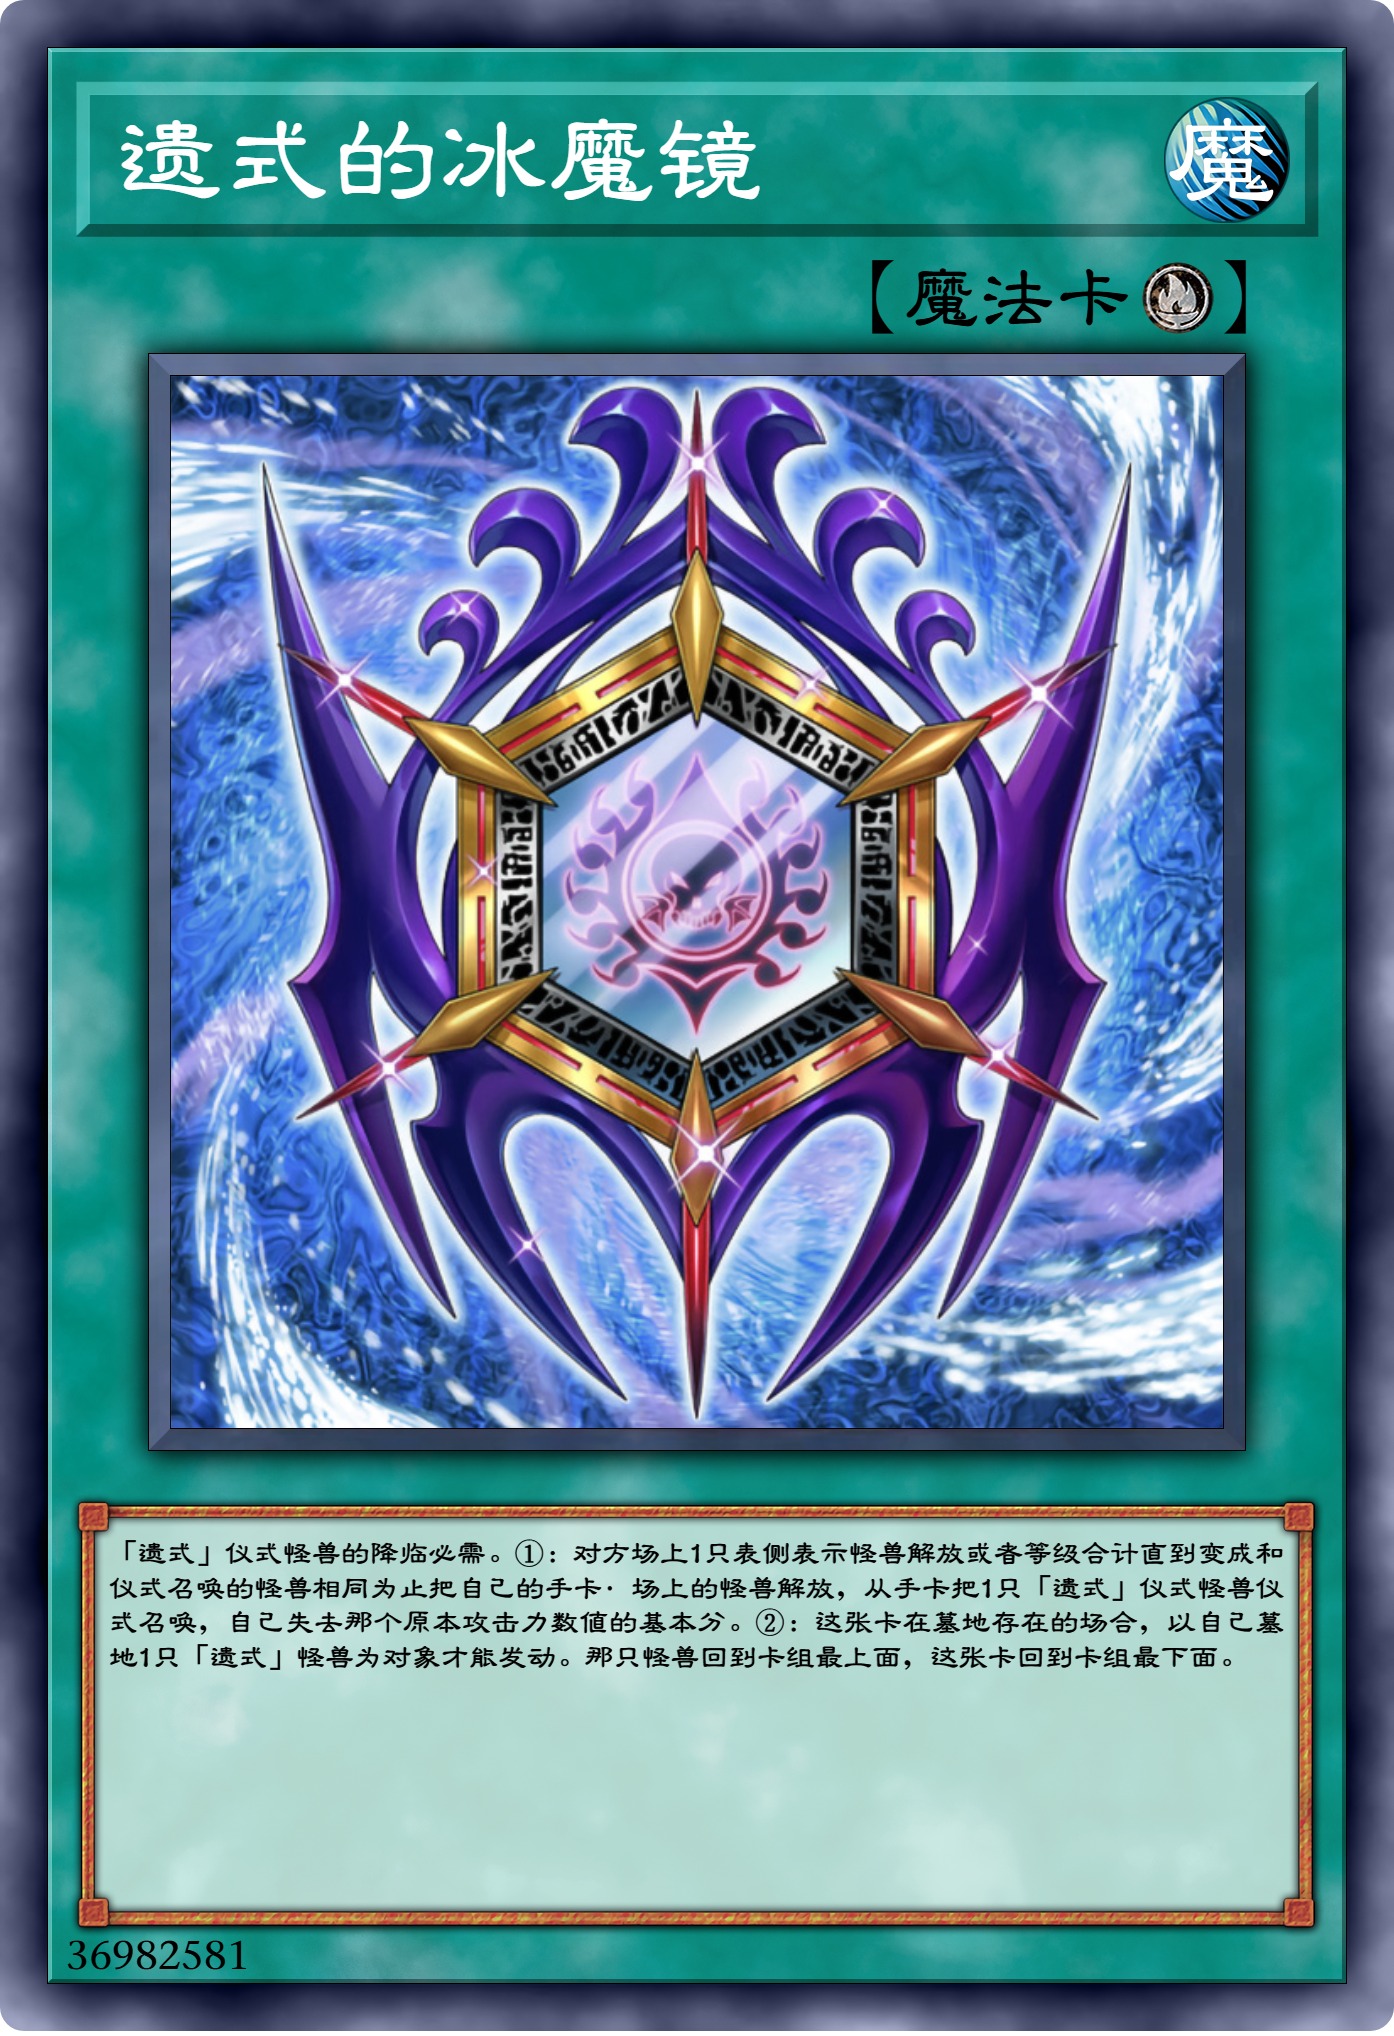 遗式的冰魔镜
魔
【魔法卡】
「遗式」仪式怪兽的降临必需。①：对方场上1只表侧表示怪兽解放或者等级合计直到变成和
仪式召唤的怪兽相同为止把自己的手卡·场上的怪兽解放，从手卡把1只「遗式」仪式怪兽仪
式召唤，自己失去那个原本攻击力数值的基本分。②：这张卡在墓地存在的场合，以自己墓
地1只「遗式」怪兽为对象才能发动。那只怪兽回到卡组最上面，这张卡回到卡组最下面。
36982581